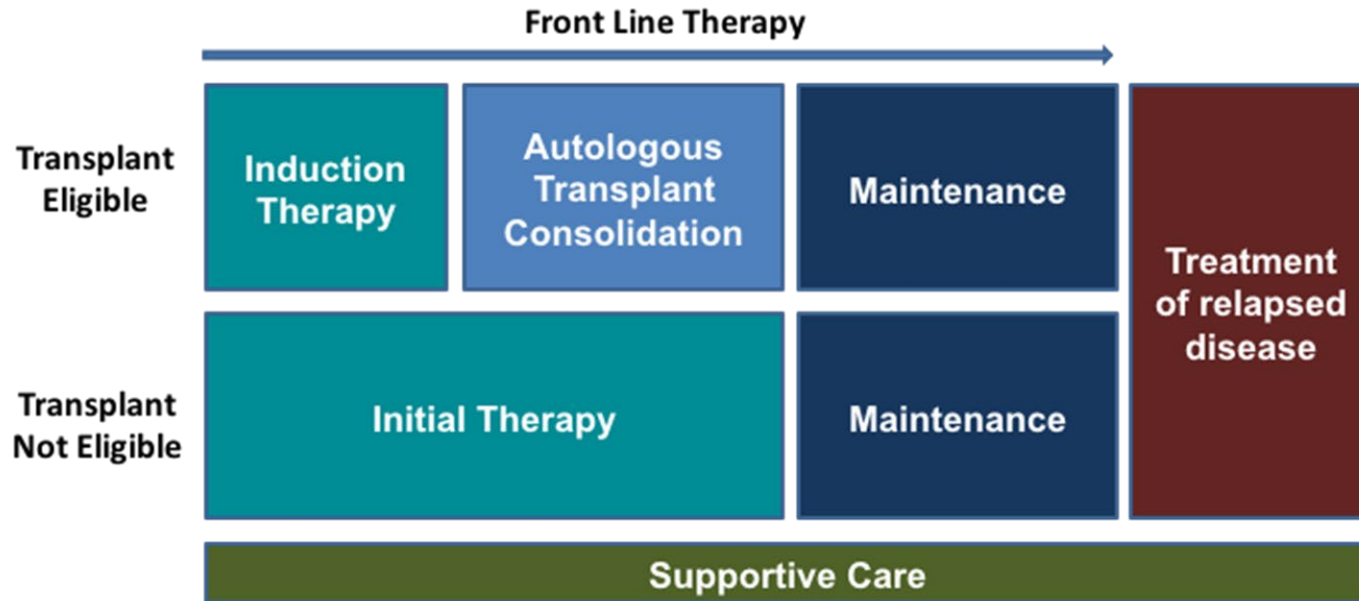 Front Line Therapy
Transplant
Eligible
Induction
Therapy
Autologous
Transplant
Consolidation
Maintenance
Treatment
of relapsed
disease
Transplant
Not Eligible
Initial Therapy
Maintenance
Supportive Care